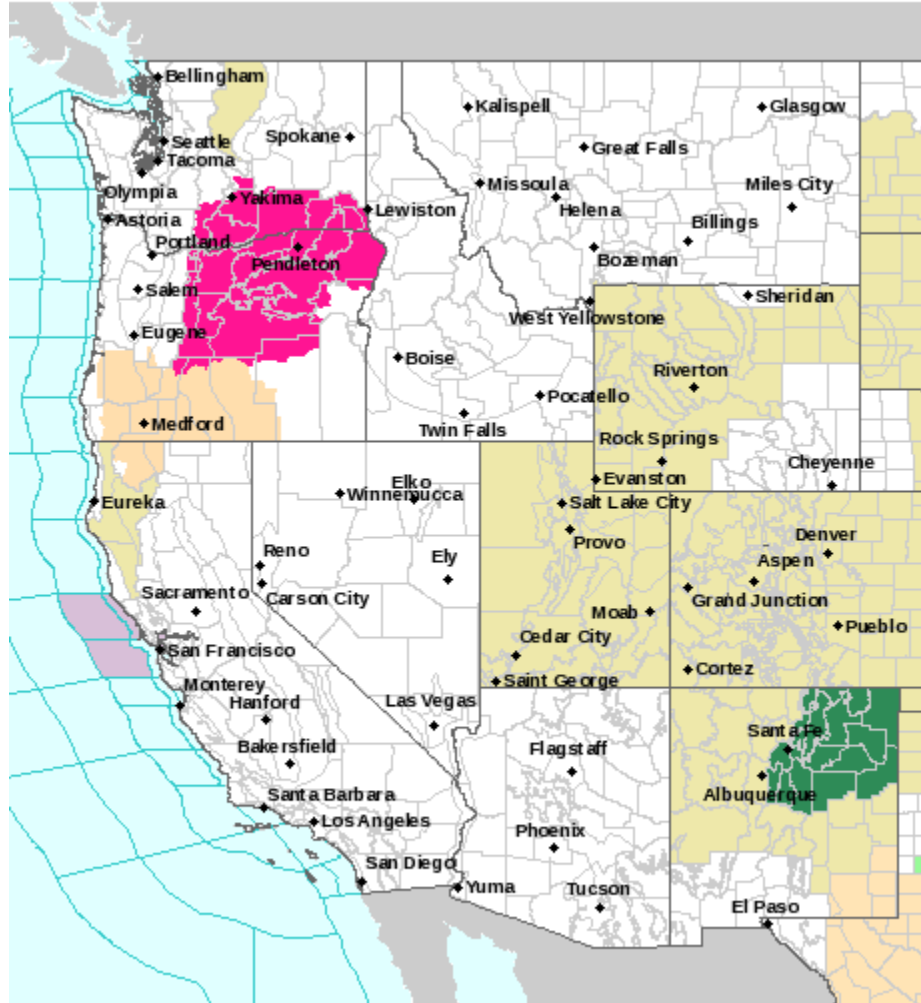 Bellingham
Kalispell
Glasgow
Seattle
Spokane
Great Falls
Tacoma
Olympia
Yakima
Missoula
Helena
Miles City
Astoria
Lewiston
Billings
Portland
Pendleton
Bozeman
Salem
West Yellowstone
Sheridan
Eugene
Boise
Riverton
Medford
Pocatello
Twin Falls
Rock Springs
Cheyenne
Eureka
Winnemucca
Elko
Evanston
Salt Lake City
Provo
Denver
Reno
Ely
Aspen
Sacramento
Carson City
Moab
Grand Junction
Pueblo
San Francisco
Cedar City
Cortez
Monterey
Saint George
Hanford
Las Vegas
Bakersfield
Flagstaff
Santa Fe
Albuquerque
Santa Barbara
Los Angeles
Phoenix
San Diego
Yuma
Tucson
El Paso